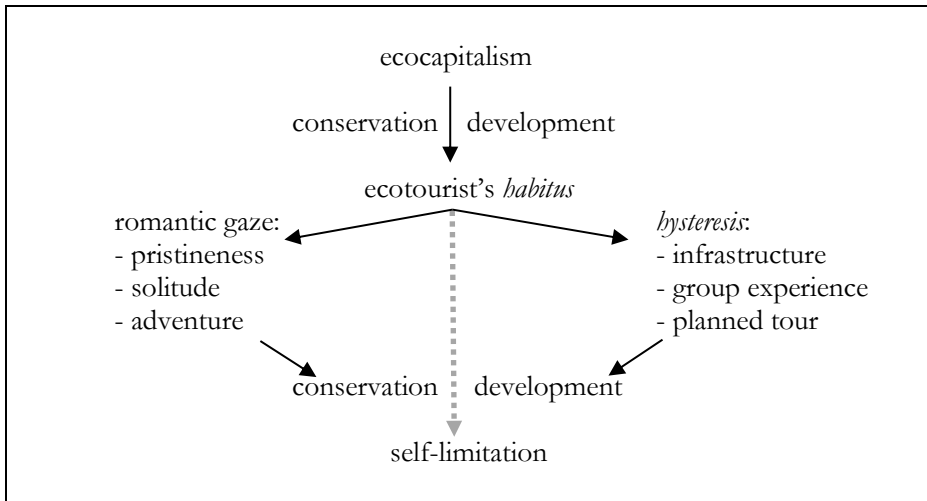 ecocapitalism
conservation development
ecotourist's habitus
romantic gaze:
- pristineness
- solitude
- adventure
hysteresis:
- infrastructure
- group experience
- planned tour
conservation development
self-limitation